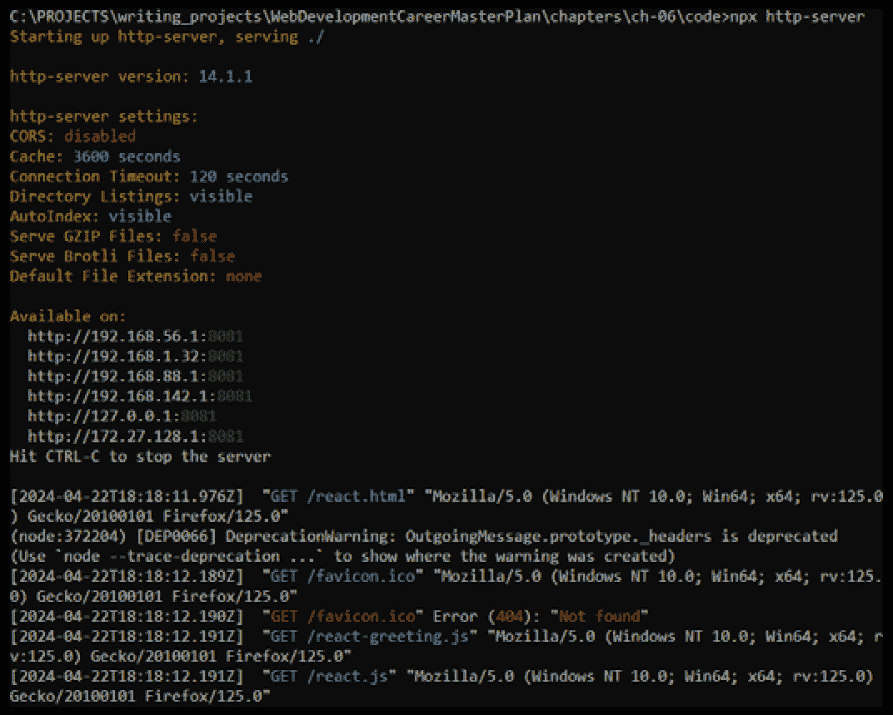 C:\PROJECTS\writing_projects\WebDevelopmentCareerMasterPlan\chapters\ch-06\code>npx http-server
Starting up http-server, serving ./
http-server version: 14.1.1
http-server settings:
CORS: disabled
Cache: 3600 seconds
Connection Timeout: 120 seconds
Directory Listings: visible
AutoIndex: visible
Serve GZIP Files: false
Serve Brotli Files: false
Default File Extension: none
Available on:
http://192.168.56.1:8081
http://192.168.1.32:8081
http://192.168.88.1:8081
http://192.168.142.1:8081
http://127.0.0.1:8081
http://172.27.128.1:8081
Hit CTRL-C to stop the server
[2024-04-22T18:18:11.976Z]  "GET /react.html" "Mozilla/5.0 (Windows NT 10.0; Win64; x64; rv:125.0
) Gecko/20100101 Firefox/125.0"
(node:372204) [DEP0066] DeprecationWarning: OutgoingMessage.prototype._headers is deprecated
(Use `node --trace-deprecation ...` to show where the warning was created)
[2024-04-22T18:18:12.189Z]  "GET /favicon.ico" "Mozilla/5.0 (Windows NT 10.0; Win64; x64; rv:125.
0) Gecko/20100101 Firefox/125.0"
[2024-04-22T18:18:12.190Z]  "GET /favicon.ico" Error (404): "Not found"
[2024-04-22T18:18:12.191Z]  "GET /react-greeting.js" "Mozilla/5.0 (Windows NT 10.0; Win64; x64; r
v:125.0) Gecko/20100101 Firefox/125.0"
[2024-04-22T18:18:12.191Z]  "GET /react.js" "Mozilla/5.0 (Windows NT 10.0; Win64; x64; rv:125.0)
Gecko/20100101 Firefox/125.0"